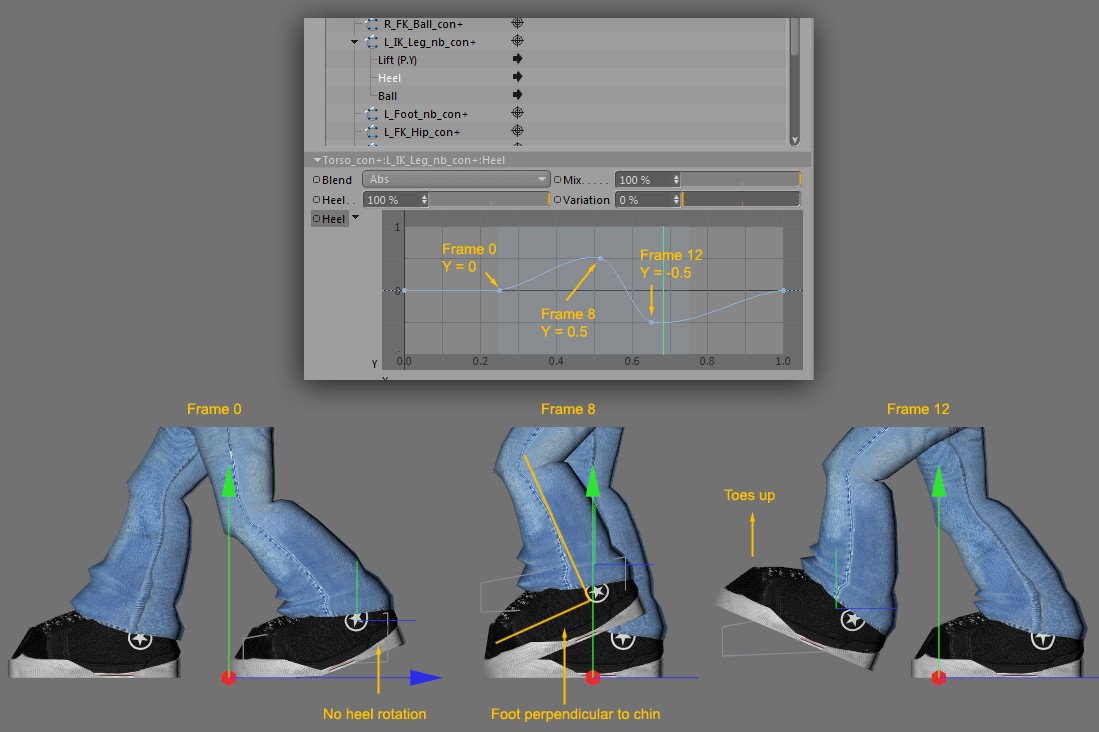 R_FK_Ball_con+
L_IK_Leg_nb_con+
Lift (P.Y)
Heel
Ball
L_Foot_nb_con+
L_FK_Hip_con+
Torso_con+:L_IK_Leg_nb_con+:Heel
Blend Abs Mix..... 100 %
Heel.. 100 % Variation 0 %
Heel
1
Frame 0
Y = 0
Frame 12
Y = -0.5
Frame 8
Y = 0.5
Y 0.0 0.2 0.4 0.6 0.8 1.0
Frame 0 Frame 8 Frame 12
Toes up
No heel rotation Foot perpendicular to chin